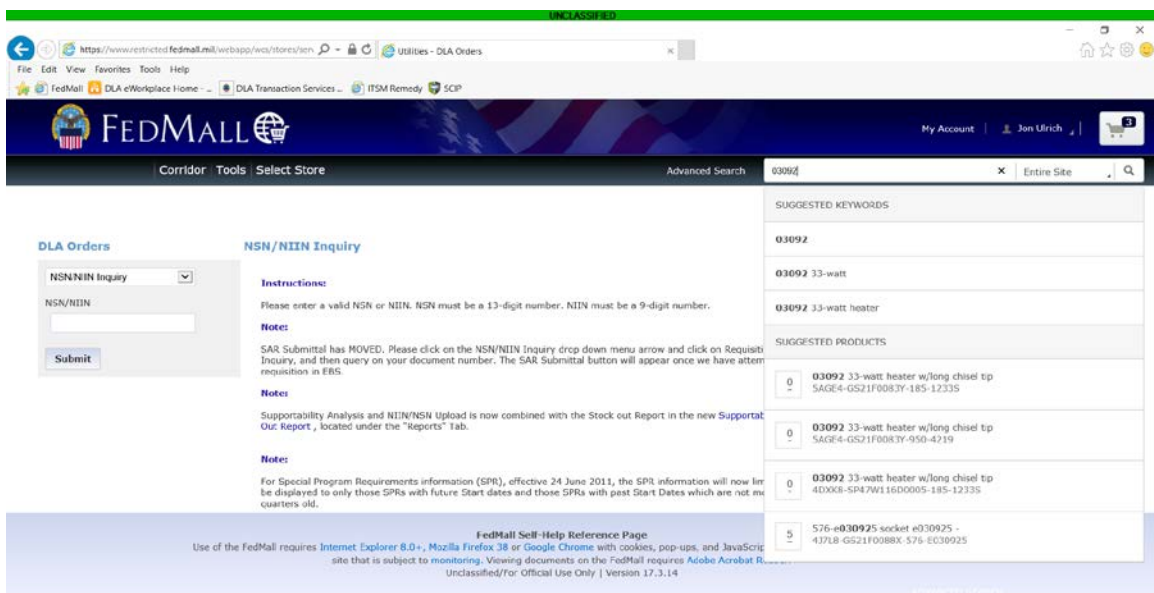 UNCLASSIFIED
https://www.restricted.fedmall.mil/webapp/wcs/stores/ser
Utilities - DLA Orders
File Edit View Favorites Tools Help
FedMall DLA eWorkplace Home - ... DLA Transaction Services ... ITSM Remedy SCIP
FEDMALL
My Account | Jon Ulrich
3
Corridor Tools Select Store
Advanced Search
03092
Entire Site
SUGGESTED KEYWORDS
03092
03092 33-watt
03092 33-watt heater
SUGGESTED PRODUCTS
0
03092 33-watt heater w/long chisel tip
5AGE4-GS21F0083Y-185-1233S
0
03092 33-watt heater w/long chisel tip
5AGE4-GS21F0083Y-950-4219
0
03092 33-watt heater w/long chisel tip
4DXK8-SP47W116D0005-185-1233S
5
576-e030925 socket e030925 -
4J7L8-GS21F0088X-576-E030925
DLA Orders
NSN/NIIN Inquiry
NSN/NIIN
Submit
NSN/NIIN Inquiry
Instructions:
Please enter a valid NSN or NIIN. NSN must be a 13-digit number. NIIN must be a 9-digit number.
Note:
SAR Submittal has MOVED. Please click on the NSN/NIIN Inquiry drop down menu arrow and click on Requisiti
Inquiry, and then query on your document number. The SAR Submittal button will appear once we have attem
requisition in EBS.
Note:
Supportability Analysis and NIIN/NSN Upload is now combined with the Stock out Report in the new Supportab
Out Report , located under the "Reports" Tab.
Note:
For Special Program Requirements information (SPR), effective 24 June 2011, the SPR information will now lim
be displayed to only those SPRs with future Start dates and those SPRs with past Start Dates which are not mo
quarters old.
FedMall Self-Help Reference Page
Use of the FedMall requires Internet Explorer 8.0+, Mozilla Firefox 38 or Google Chrome with cookies, pop-ups, and JavaScrip
site that is subject to monitoring. Viewing documents on the FedMall requires Adobe Acrobat
Unclassified/For Official Use Only | Version 17.3.14